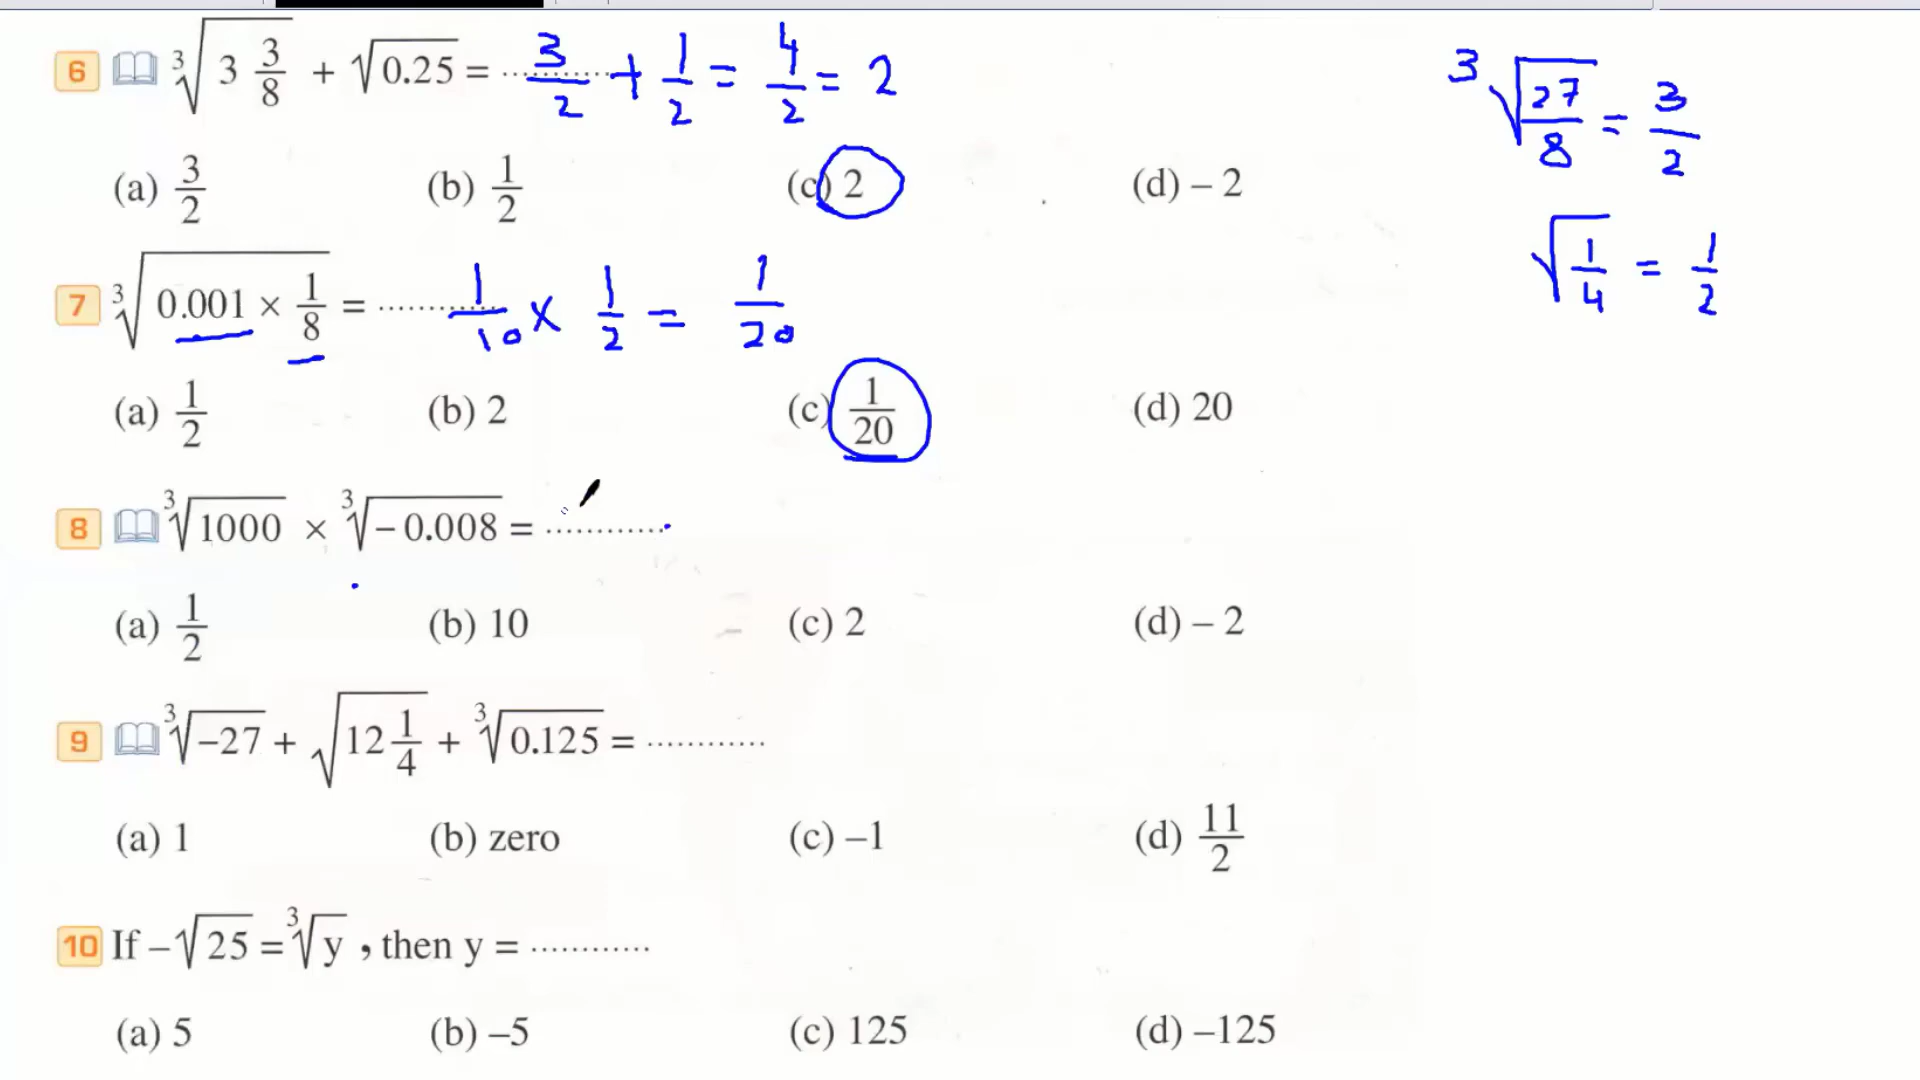 6 ∛(3 3/8) + √0.25 = ............ 3/2 + 1/2 = 4/2 = 2
∛(27/8) = 3/2
(a) 3/2 (b) 1/2 (c) 2 (d) – 2
√(1/4) = 1/2
7 ∛(0.001 × 1/8) = ............ 1/10 × 1/2 = 1/20
(a) 1/2 (b) 2 (c) 1/20 (d) 20
8 ∛1000 × ∛– 0.008 = ............
(a) 1/2 (b) 10 (c) 2 (d) – 2
9 ∛–27 + √(12 1/4) + ∛0.125 = ............
(a) 1 (b) zero (c) –1 (d) 11/2
10 If –√25 = ∛y , then y = ............
(a) 5 (b) –5 (c) 125 (d) –125